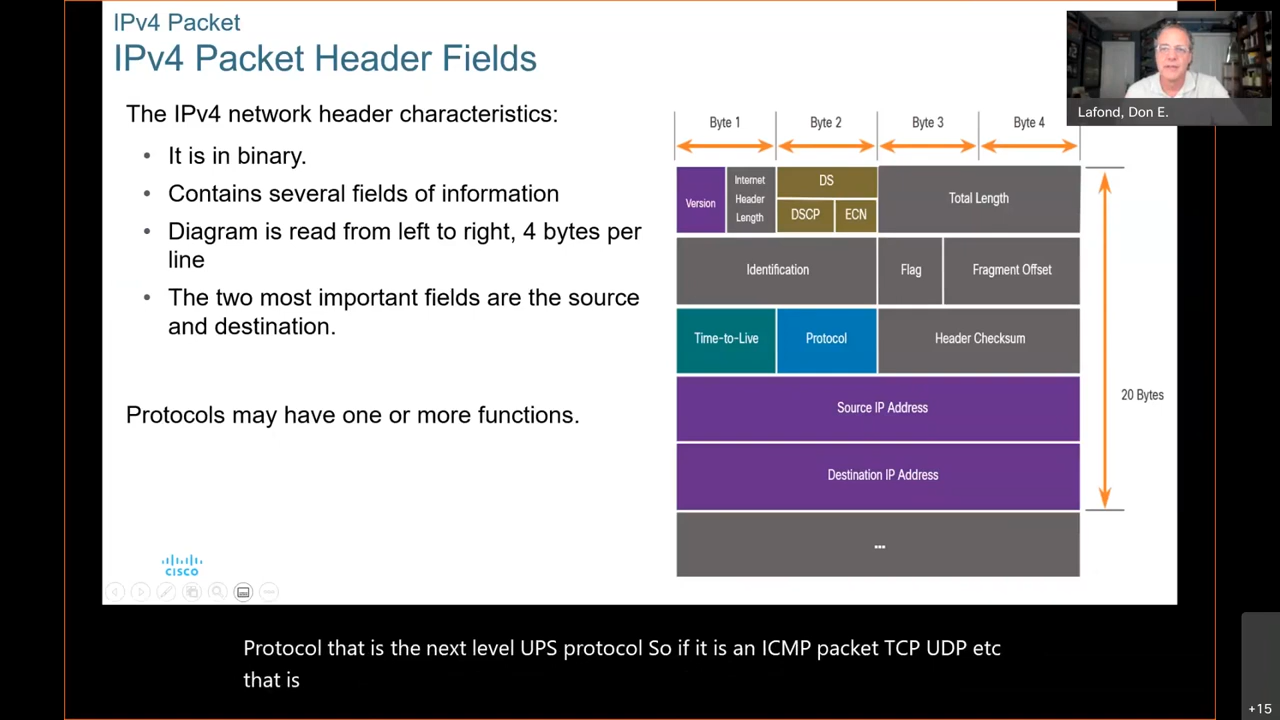 IPv4 Packet
IPv4 Packet Header Fields
Lafond, Don E.
The IPv4 network header characteristics:
• It is in binary.
• Contains several fields of information
• Diagram is read from left to right, 4 bytes per
line
• The two most important fields are the source
and destination.
Protocols may have one or more functions.
Byte 1 Byte 2 Byte 3 Byte 4
Version
Internet
Header
Length
DS
DSCP ECN
Total Length
Identification Flag Fragment Offset
Time-to-Live Protocol Header Checksum
Source IP Address
Destination IP Address
...
20 Bytes
CISCO
Protocol that is the next level UPS protocol So if it is an ICMP packet TCP UDP etc
that is
+15